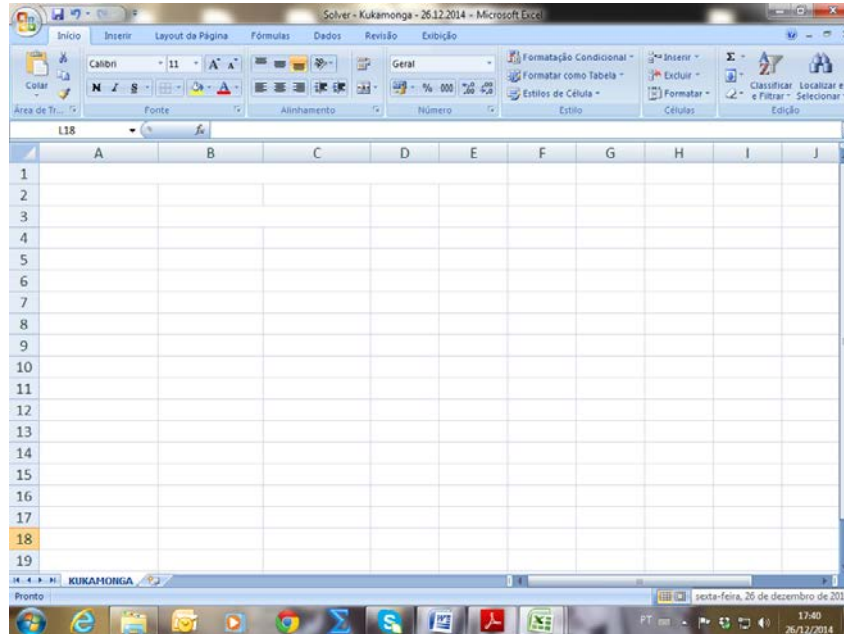 Solver - Kukamonga - 26.12.2014 - Microsoft Excel
Início Inserir Layout da Página Fórmulas Dados Revisão Exibição
Colar
Calibri 11 A A
N I S A
Geral
% 000
Formatação Condicional
Formatar como Tabela
Estilos de Célula
Inserir
Excluir
Formatar
Σ
Classificar e Filtrar
Localizar e Selecionar
Área de Tr... Fonte Alinhamento Número Estilo Células Edição
L18 fx
A B C D E F G H I J
1
2
3
4
5
6
7
8
9
10
11
12
13
14
15
16
17
18
19
KUKAMONGA
Pronto
sexta-feira, 26 de dezembro de 201
PT
17:40
26/12/2014